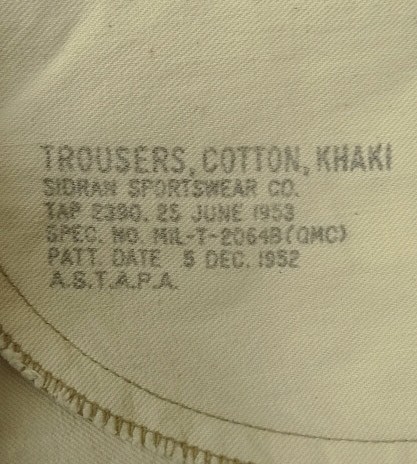 TROUSERS, COTTON, KHAKI
SIDRAN SPORTSWEAR CO.
TAP 2390. 25 JUNE 1953
SPEC. NO. MIL-T-2064B(QMC)
PATT. DATE 5 DEC. 1952
A.S.T.A.P.A.